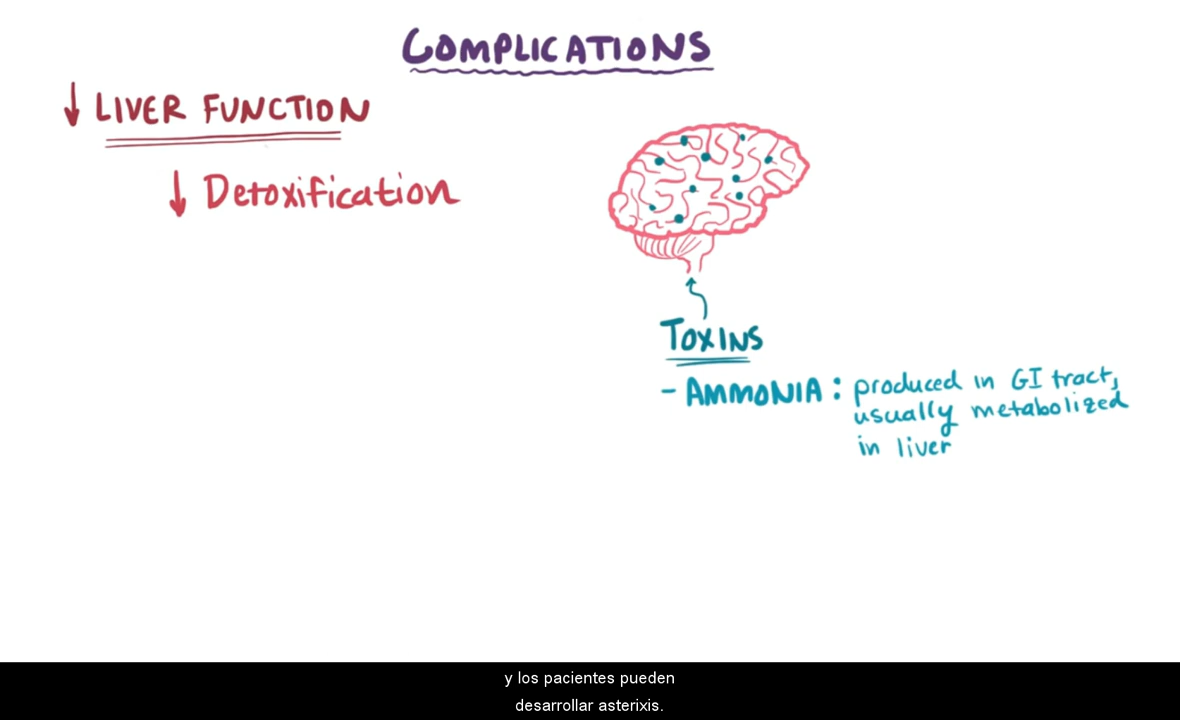 COMPLICATIONS
↓ LIVER FUNCTION
↓ Detoxification
TOXINS
- AMMONIA: produced in GI tract,
usually metabolized
in liver
y los pacientes pueden
desarrollar asterixis.